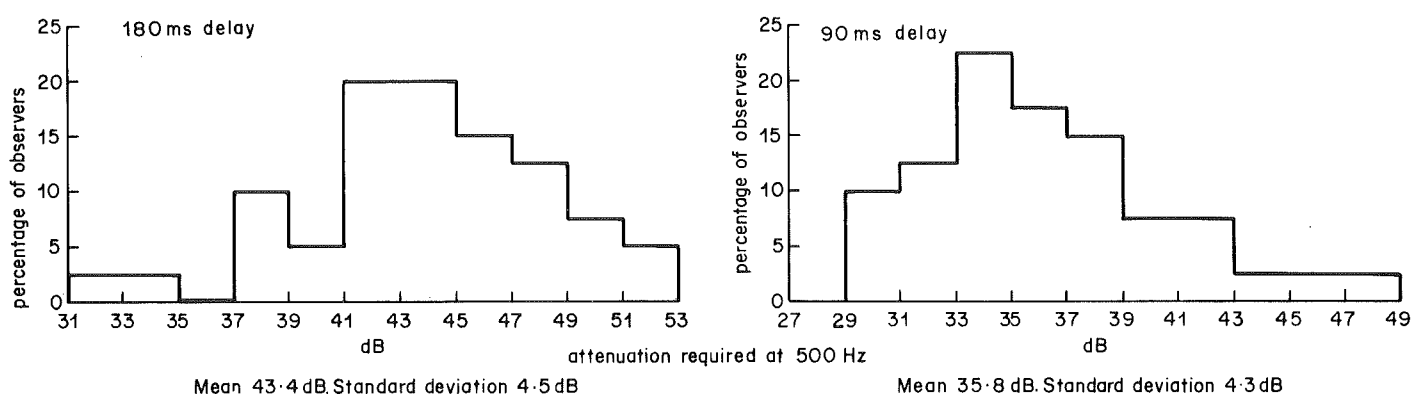 180 ms delay
percentage of observers
25
20
15
10
5
0
31 33 35 37 39 41 43 45 47 49 51 53
dB
Mean 43·4 dB. Standard deviation 4·5 dB
90 ms delay
percentage of observers
25
20
15
10
5
0
27 29 31 33 35 37 39 41 43 45 47 49
dB
attenuation required at 500 Hz
Mean 35·8 dB. Standard deviation 4·3 dB